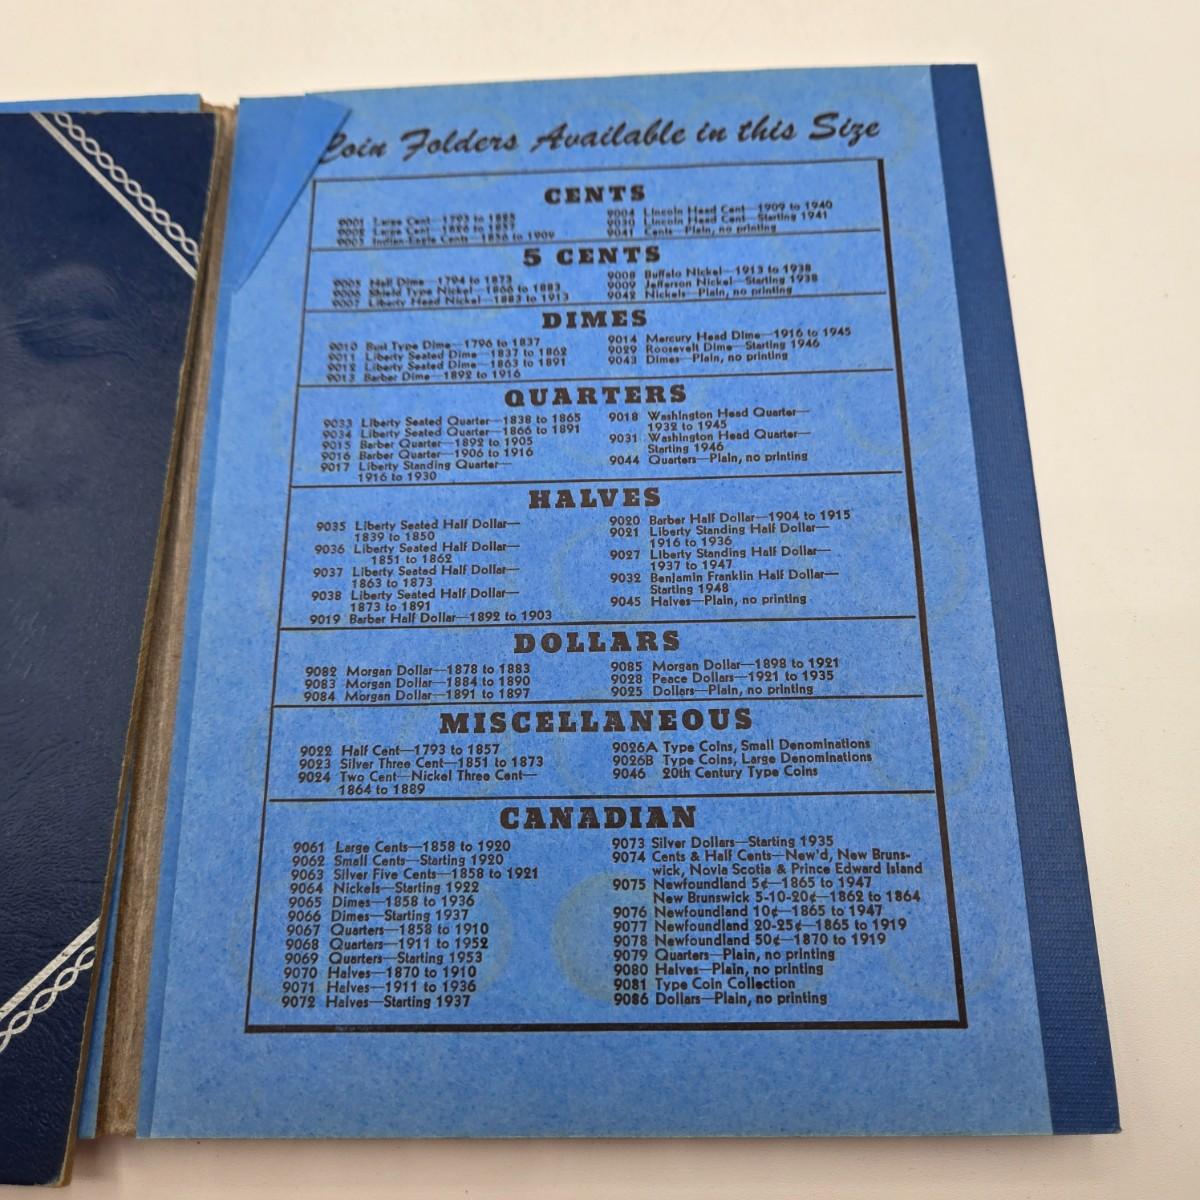 Coin Folders Available in this Size
CENTS
9001 Large Cent—1793 to 1825
9002 Large Cent—1826 to 1857
9003 Indian-Eagle Cents—1856 to 1909
9004 Lincoln Head Cent—1909 to 1940
9030 Lincoln Head Cent—Starting 1941
9041 Cents—Plain, no printing
5 CENTS
9005 Half Dime—1794 to 1873
9006 Shield Type Nickel—1866 to 1883
9007 Liberty Head Nickel—1883 to 1913
9008 Buffalo Nickel—1913 to 1938
9009 Jefferson Nickel—Starting 1938
9042 Nickels—Plain, no printing
DIMES
9010 Bust Type Dime—1796 to 1837
9011 Liberty Seated Dime—1837 to 1862
9012 Liberty Seated Dime—1863 to 1891
9013 Barber Dime—1892 to 1916
9014 Mercury Head Dime—1916 to 1945
9029 Roosevelt Dime—Starting 1946
9043 Dimes—Plain, no printing
QUARTERS
9033 Liberty Seated Quarter—1838 to 1865
9034 Liberty Seated Quarter—1866 to 1891
9015 Barber Quarter—1892 to 1905
9016 Barber Quarter—1906 to 1916
9017 Liberty Standing Quarter—
1916 to 1930
9018 Washington Head Quarter—
1932 to 1945
9031 Washington Head Quarter—
Starting 1946
9044 Quarters—Plain, no printing
HALVES
9035 Liberty Seated Half Dollar—
1839 to 1850
9036 Liberty Seated Half Dollar—
1851 to 1862
9037 Liberty Seated Half Dollar—
1863 to 1873
9038 Liberty Seated Half Dollar—
1873 to 1891
9019 Barber Half Dollar—1892 to 1903
9020 Barber Half Dollar—1904 to 1915
9021 Liberty Standing Half Dollar—
1916 to 1936
9027 Liberty Standing Half Dollar—
1937 to 1947
9032 Benjamin Franklin Half Dollar—
Starting 1948
9045 Halves—Plain, no printing
DOLLARS
9082 Morgan Dollar—1878 to 1883
9083 Morgan Dollar—1884 to 1890
9084 Morgan Dollar—1891 to 1897
9085 Morgan Dollar—1898 to 1921
9028 Peace Dollars—1921 to 1935
9025 Dollars—Plain, no printing
MISCELLANEOUS
9022 Half Cent—1793 to 1857
9023 Silver Three Cent—1851 to 1873
9024 Two Cent—Nickel Three Cent—
1864 to 1889
9026A Type Coins, Small Denominations
9026B Type Coins, Large Denominations
9046 20th Century Type Coins
CANADIAN
9061 Large Cents—1858 to 1920
9062 Small Cents—Starting 1920
9063 Silver Five Cents—1858 to 1921
9064 Nickels—Starting 1922
9065 Dimes—1858 to 1936
9066 Dimes—Starting 1937
9067 Quarters—1858 to 1910
9068 Quarters—1911 to 1952
9069 Quarters—Starting 1953
9070 Halves—1870 to 1910
9071 Halves—1911 to 1936
9072 Halves—Starting 1937
9073 Silver Dollars—Starting 1935
9074 Cents & Half Cents—New'd, New Bruns-
wick, Novia Scotia & Prince Edward Island
9075 Newfoundland 5¢—1865 to 1947
New Brunswick 5-10-20¢—1862 to 1864
9076 Newfoundland 10¢—1865 to 1947
9077 Newfoundland 20-25¢—1865 to 1919
9078 Newfoundland 50¢—1870 to 1919
9079 Quarters—Plain, no printing
9080 Halves—Plain, no printing
9081 Type Coin Collection
9086 Dollars—Plain, no printing